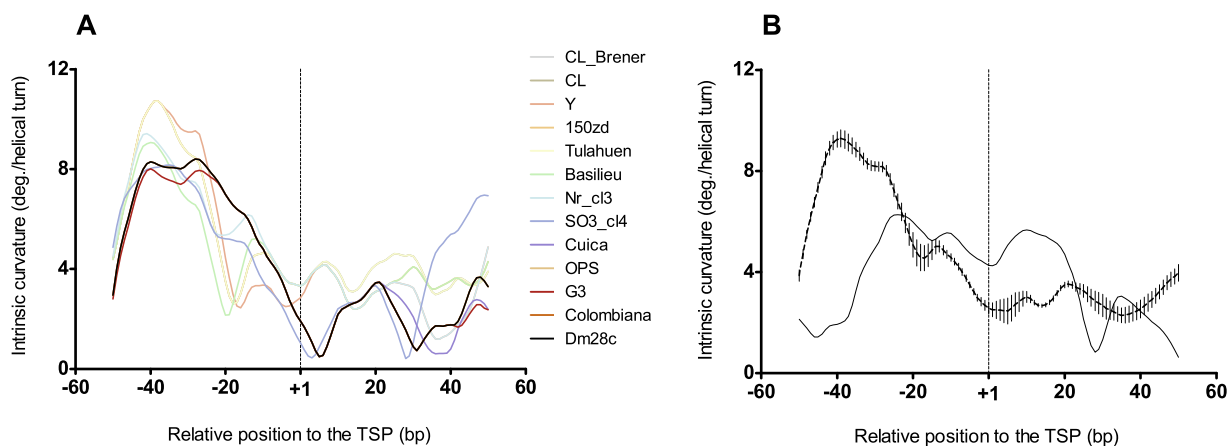 A
Intrinsic curvature (deg./helical turn)
12
8
4
0
-60
-40
-20
+1
20
40
60
Relative position to the TSP (bp)
CL_Brener
CL
Y
150zd
Tulahuen
Basilieu
Nr_cl3
SO3_cl4
Cuica
OPS
G3
Colombiana
Dm28c
B
Intrinsic curvature (deg./helical turn)
12
8
4
0
-60
-40
-20
+1
20
40
60
Relative position to the TSP (bp)